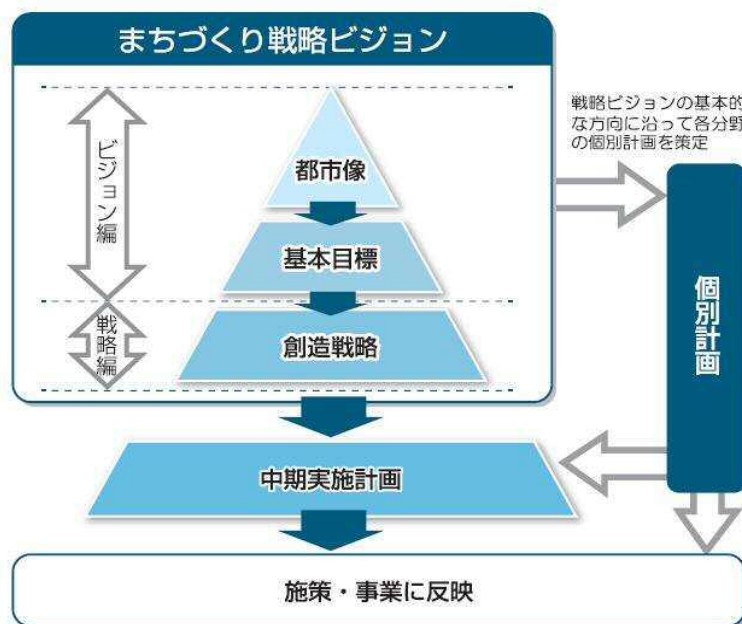 まちづくり戦略ビジョン
ビジョン編
戦略編
都市像
基本目標
創造戦略
戦略ビジョンの基本的
な方向に沿って各分野
の個別計画を策定
個別計画
中期実施計画
施策・事業に反映